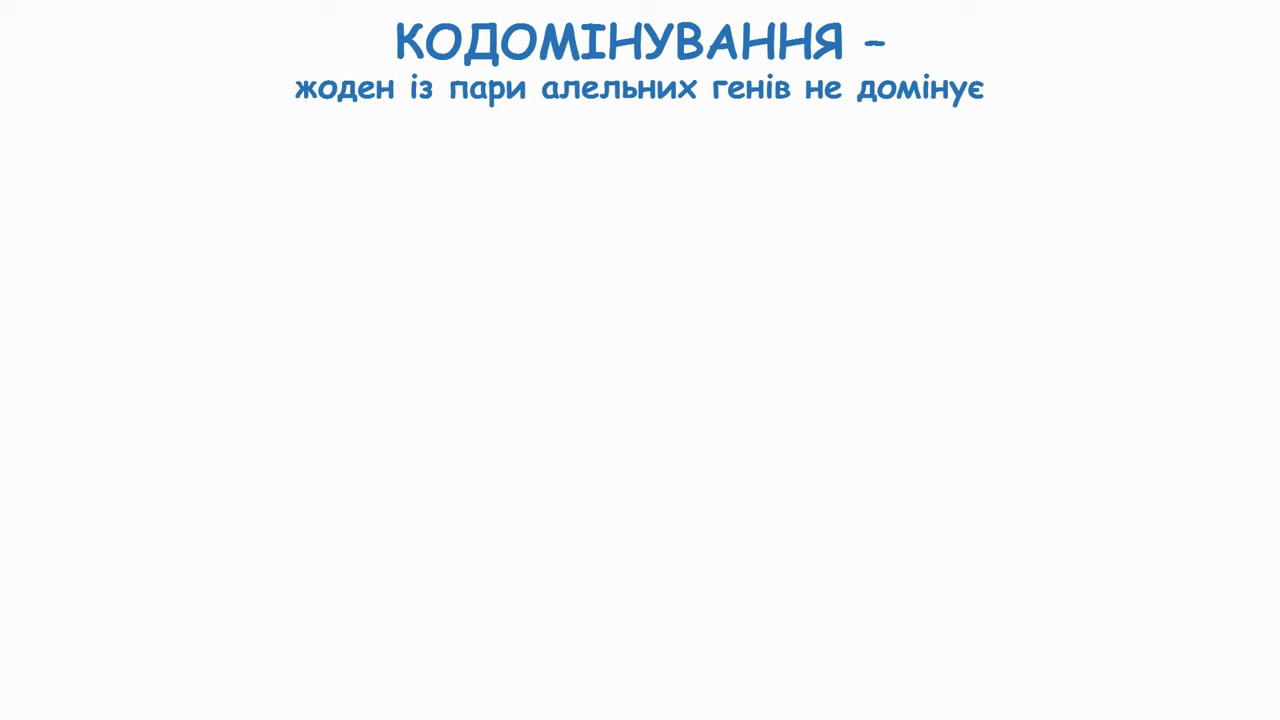 КОДОМІНУВАННЯ –
жоден із пари алельних генів не домінує